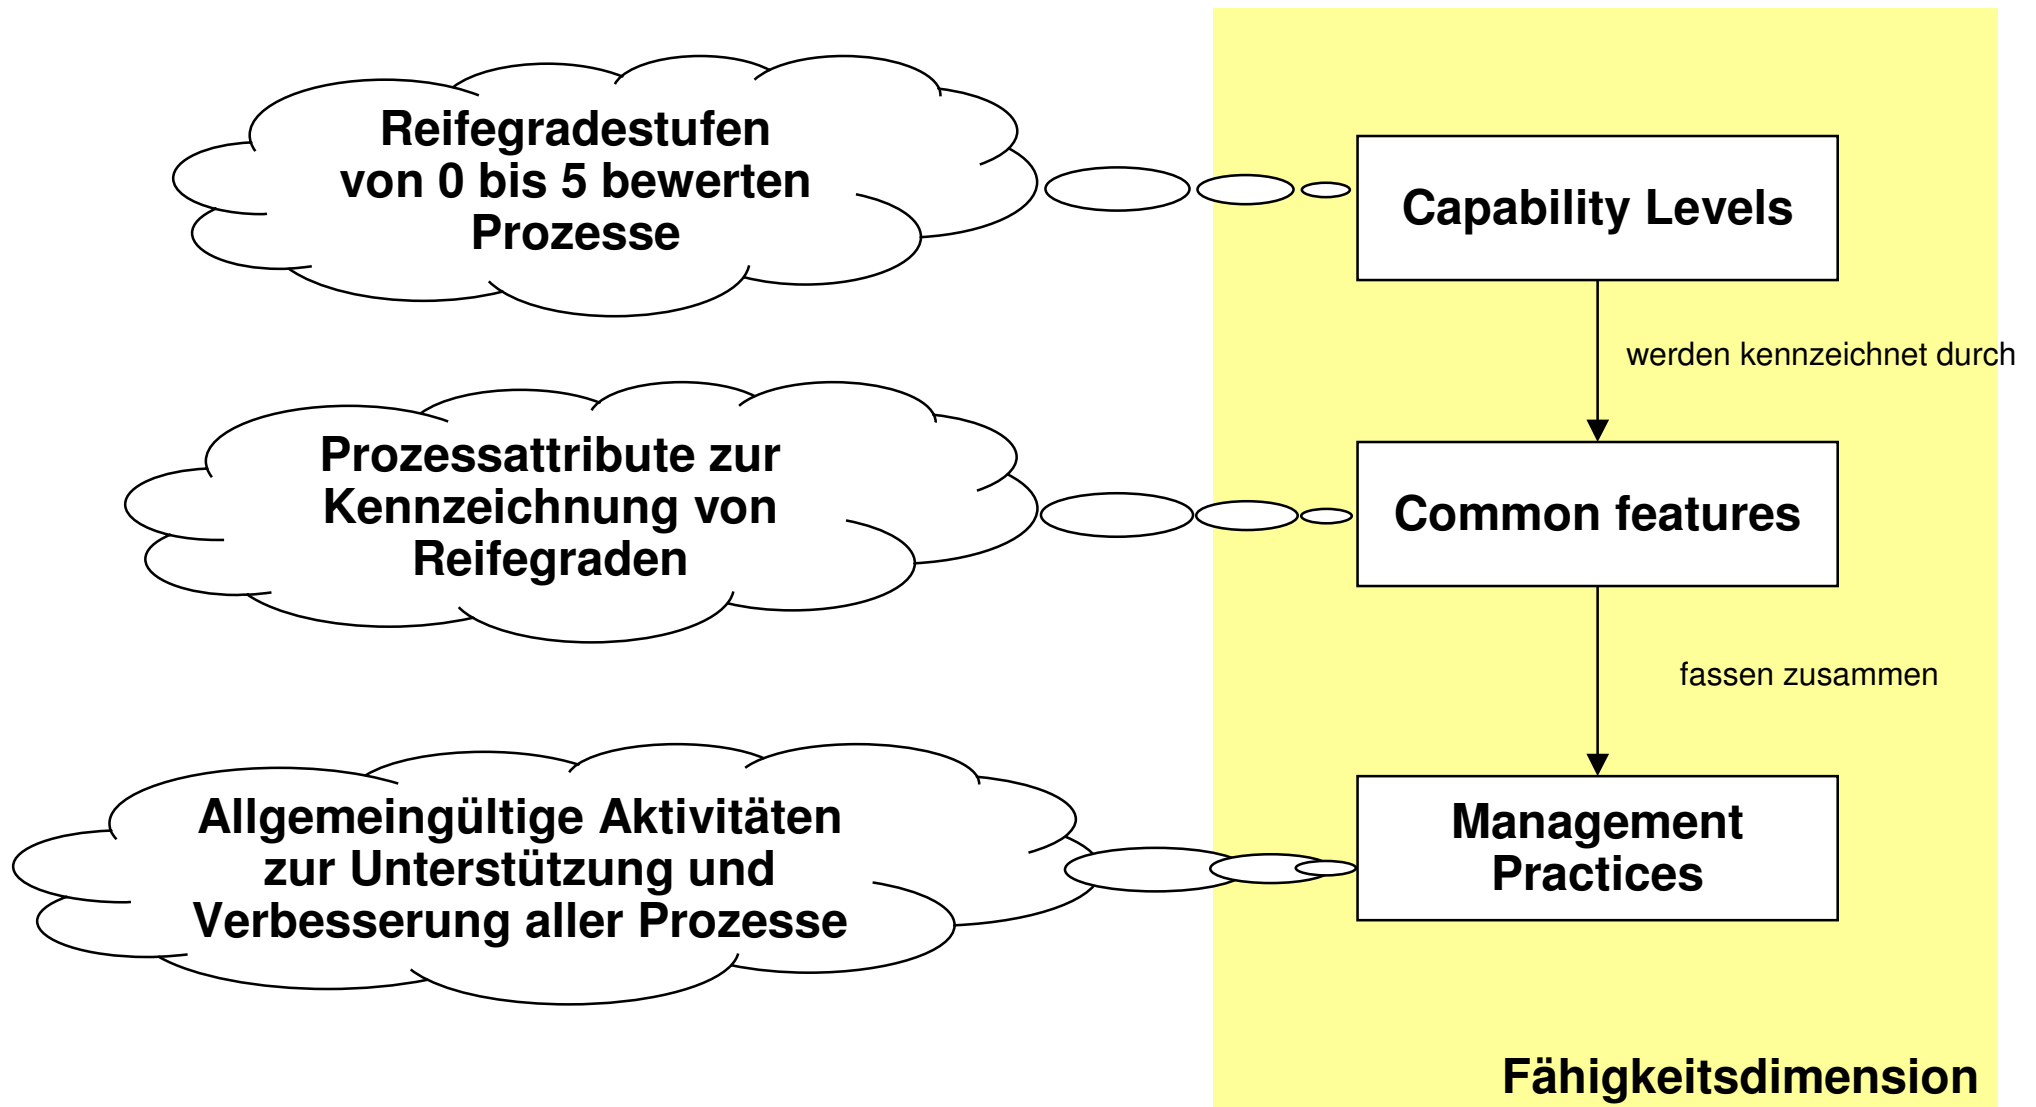 Reifegradestufen
von 0 bis 5 bewerten
Prozesse
Capability Levels
werden kennzeichnet durch
Prozessattribute zur
Kennzeichnung von
Reifegraden
Common features
fassen zusammen
Allgemeingültige Aktivitäten
zur Unterstützung und
Verbesserung aller Prozesse
Management
Practices
Fähigkeitsdimension